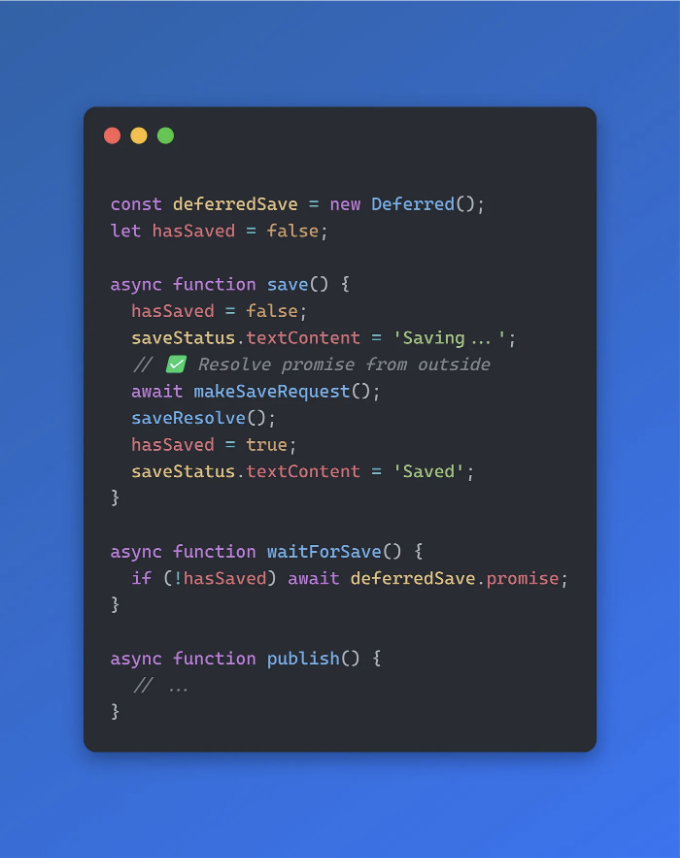 const deferredSave = new Deferred();
let hasSaved = false;

async function save() {
  hasSaved = false;
  saveStatus.textContent = 'Saving...';
  // ✅ Resolve promise from outside
  await makeSaveRequest();
  saveResolve();
  hasSaved = true;
  saveStatus.textContent = 'Saved';
}

async function waitForSave() {
  if (!hasSaved) await deferredSave.promise;
}

async function publish() {
  // ...
}